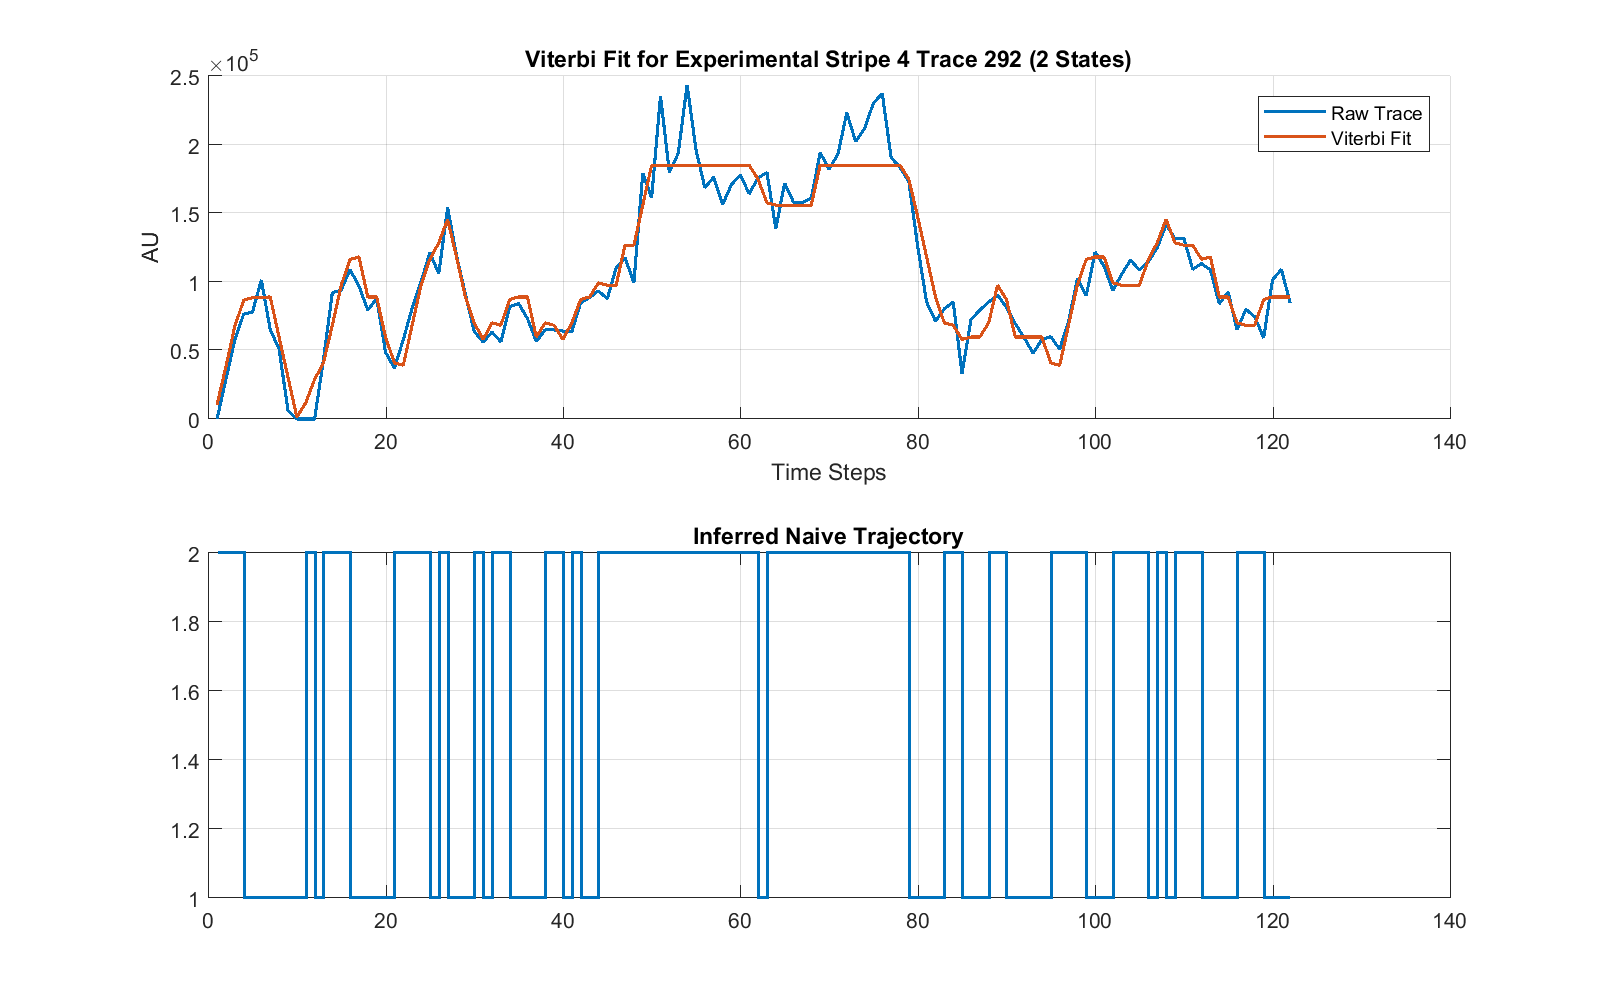 Viterbi Fit for Experimental Stripe 4 Trace 292 (2 States)
×10^5
2.5
2
1.5
1
0.5
0
AU
Raw Trace
Viterbi Fit
0 20 40 60 80 100 120 140
Time Steps
Inferred Naive Trajectory
2
1.8
1.6
1.4
1.2
1
0 20 40 60 80 100 120 140